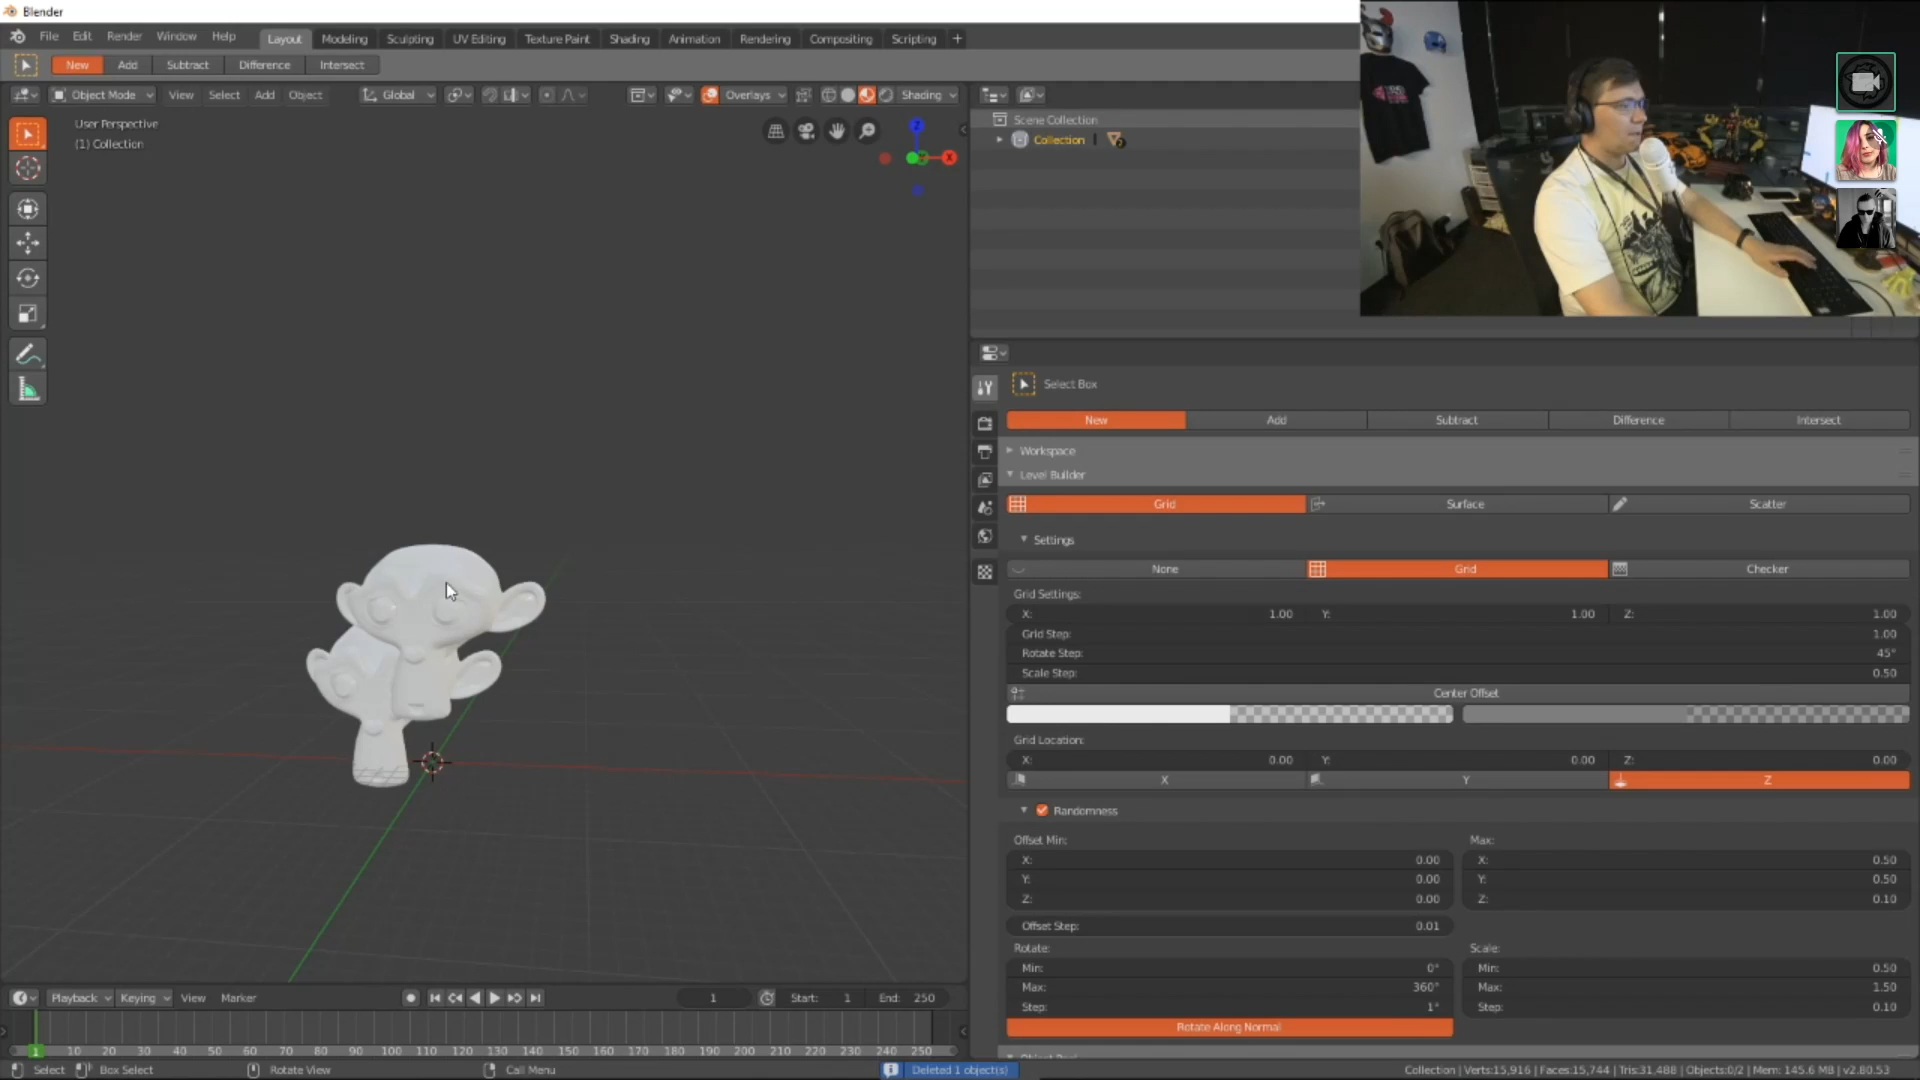 Blender
File Edit Render Window Help Layout Modeling Sculpting UV Editing Texture Paint Shading Animation Rendering Compositing Scripting +
New Add Subtract Difference Intersect
Object Mode View Select Add Object Global Overlays Shading
User Perspective
(1) Collection
Z
X
Scene Collection
Collection
Select Box
New Add Subtract Difference Intersect
Workspace
Level Builder
Grid Surface Scatter
Settings
None Grid Checker
Grid Settings:
X: 1.00 Y: 1.00 Z: 1.00
Grid Step: 1.00
Rotate Step: 45°
Scale Step: 0.50
Center Offset
Grid Location:
X: 0.00 Y: 0.00 Z: 0.00
X Y Z
Randomness
Offset Min: Max:
X: 0.00 X: 0.50
Y: 0.00 Y: 0.50
Z: 0.00 Z: 0.10
Offset Step: 0.01
Rotate: Scale:
Min: 0° Min: 0.50
Max: 360° Max: 1.50
Step: 1° Step: 0.10
Rotate Along Normal
Playback Keying View Marker 1 Start: 1 End: 250
1 10 20 30 40 50 60 70 80 90 100 110 120 130 140 150 160 170 180 190 200 210 220 230 240 250
Select Box Select Rotate View Call Menu Deleted 1 object(s) Collection | Verts:15,916 | Faces:15,744 | Tris:31,488 | Objects:0/2 | Mem: 145.6 MB | v2.80.53